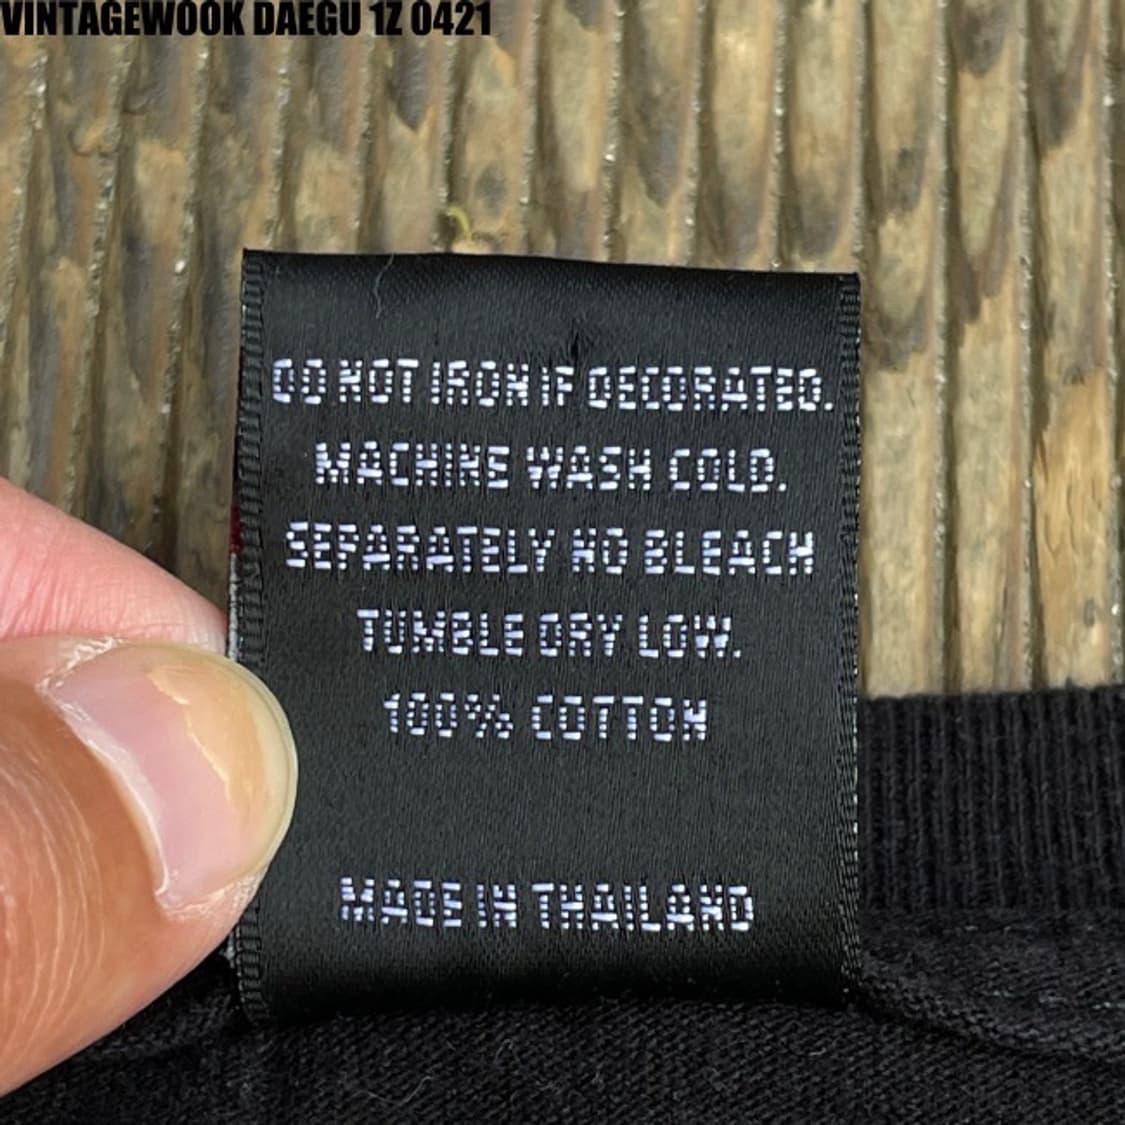 VINTAGEWOOK DAEGU 1Z 0421
DO NOT IRON IF DECORATED.
MACHINE WASH COLD.
SEPARATELY NO BLEACH
TUMBLE DRY LOW.
100% COTTON
MADE IN THAILAND